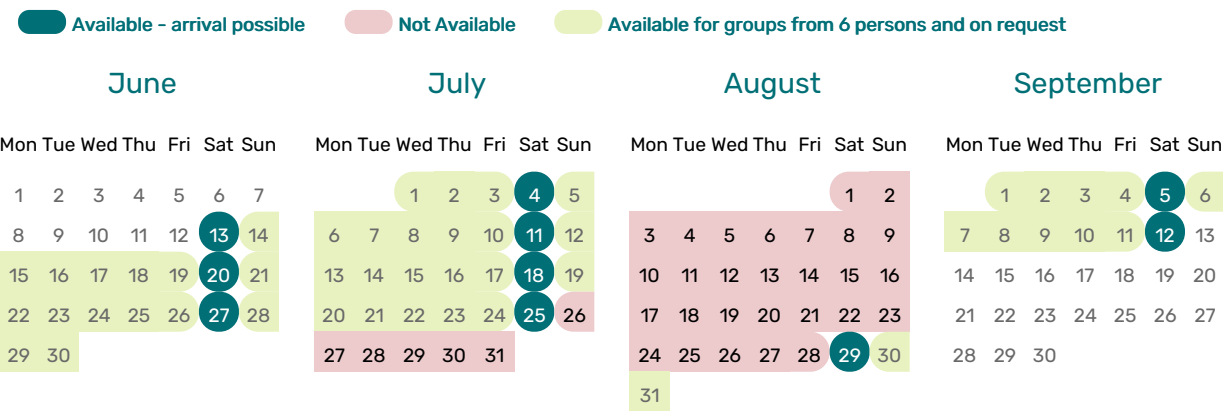 Available - arrival possible Not Available Available for groups from 6 persons and on request
June July August September
Mon Tue Wed Thu Fri Sat Sun Mon Tue Wed Thu Fri Sat Sun Mon Tue Wed Thu Fri Sat Sun Mon Tue Wed Thu Fri Sat Sun
1 2 3 4 5 6 7 1 2 3 4 5 1 2 1 2 3 4 5 6
8 9 10 11 12 13 14 6 7 8 9 10 11 12 3 4 5 6 7 8 9 7 8 9 10 11 12 13
15 16 17 18 19 20 21 13 14 15 16 17 18 19 10 11 12 13 14 15 16 14 15 16 17 18 19 20
22 23 24 25 26 27 28 20 21 22 23 24 25 26 17 18 19 20 21 22 23 21 22 23 24 25 26 27
29 30 27 28 29 30 31 24 25 26 27 28 29 30 28 29 30
31